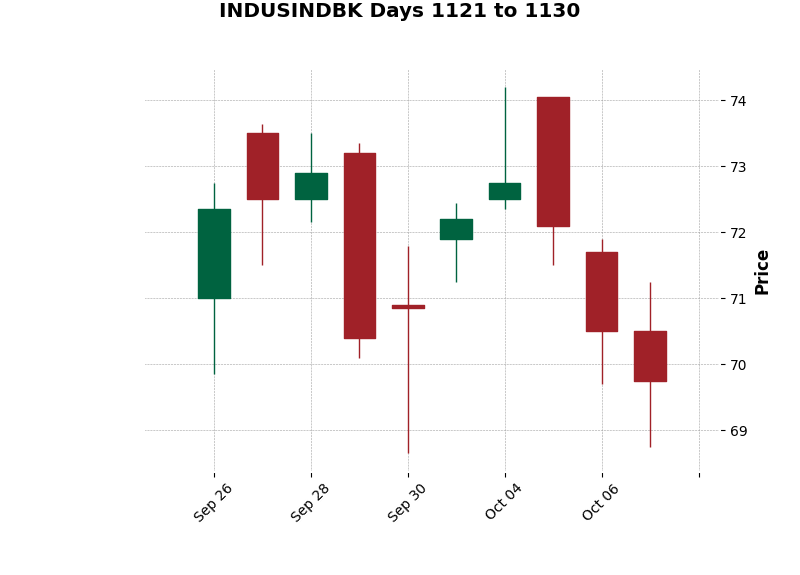 INDUSINDBK Days 1121 to 1130
74
73
72
71
70
69
Price
Sep 26
Sep 28
Sep 30
Oct 04
Oct 06